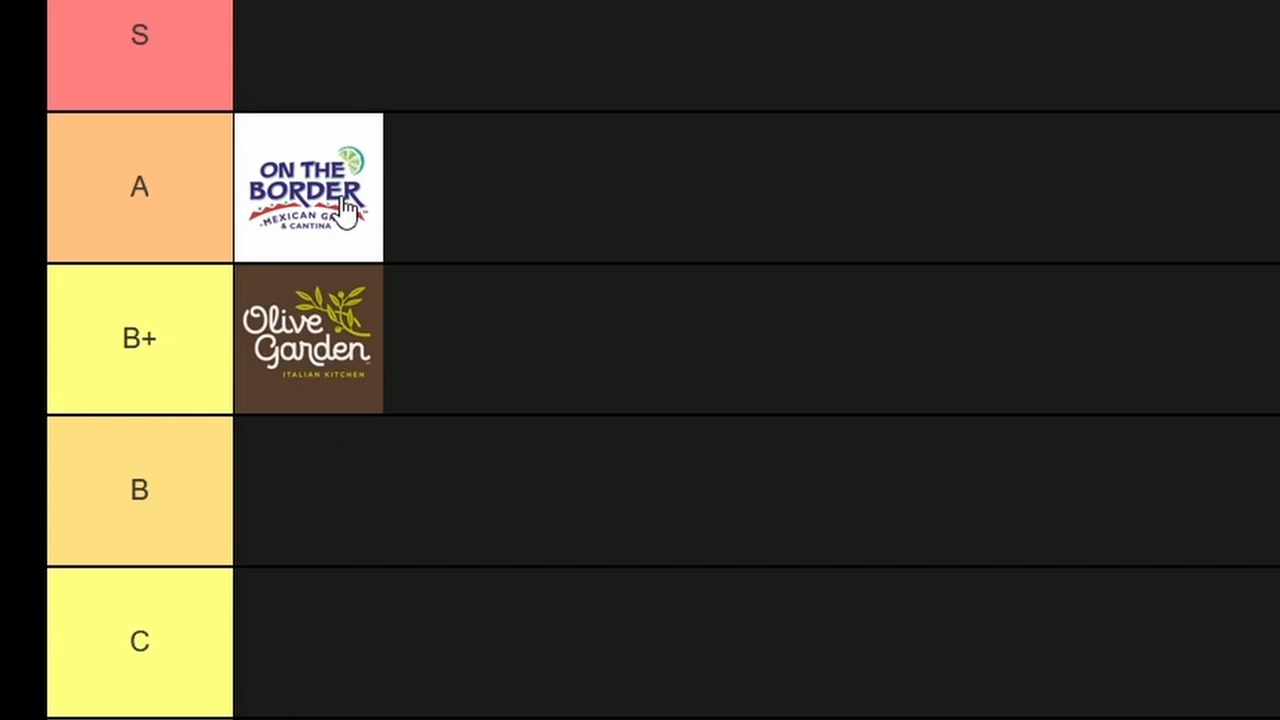 S
A
ON THE
BORDER
MEXICAN
& CANTINA
B+
Olive
Garden
ITALIAN KITCHEN
B
C